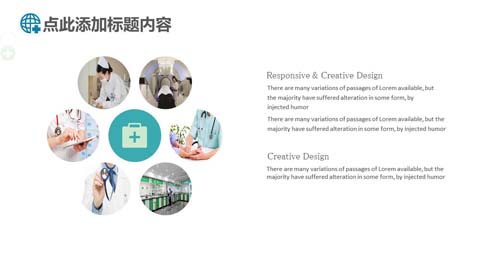 点此添加标题内容
Responsive & Creative Design
There are many variations of passages of Lorem available, but
the majority have suffered alteration in some form, by
injected humor
There are many variations of passages of Lorem available, but the
majority have suffered alteration in some form, by injected humor
Creative Design
There are many variations of passages of Lorem available, but the
majority have suffered alteration in some form, by injected humor